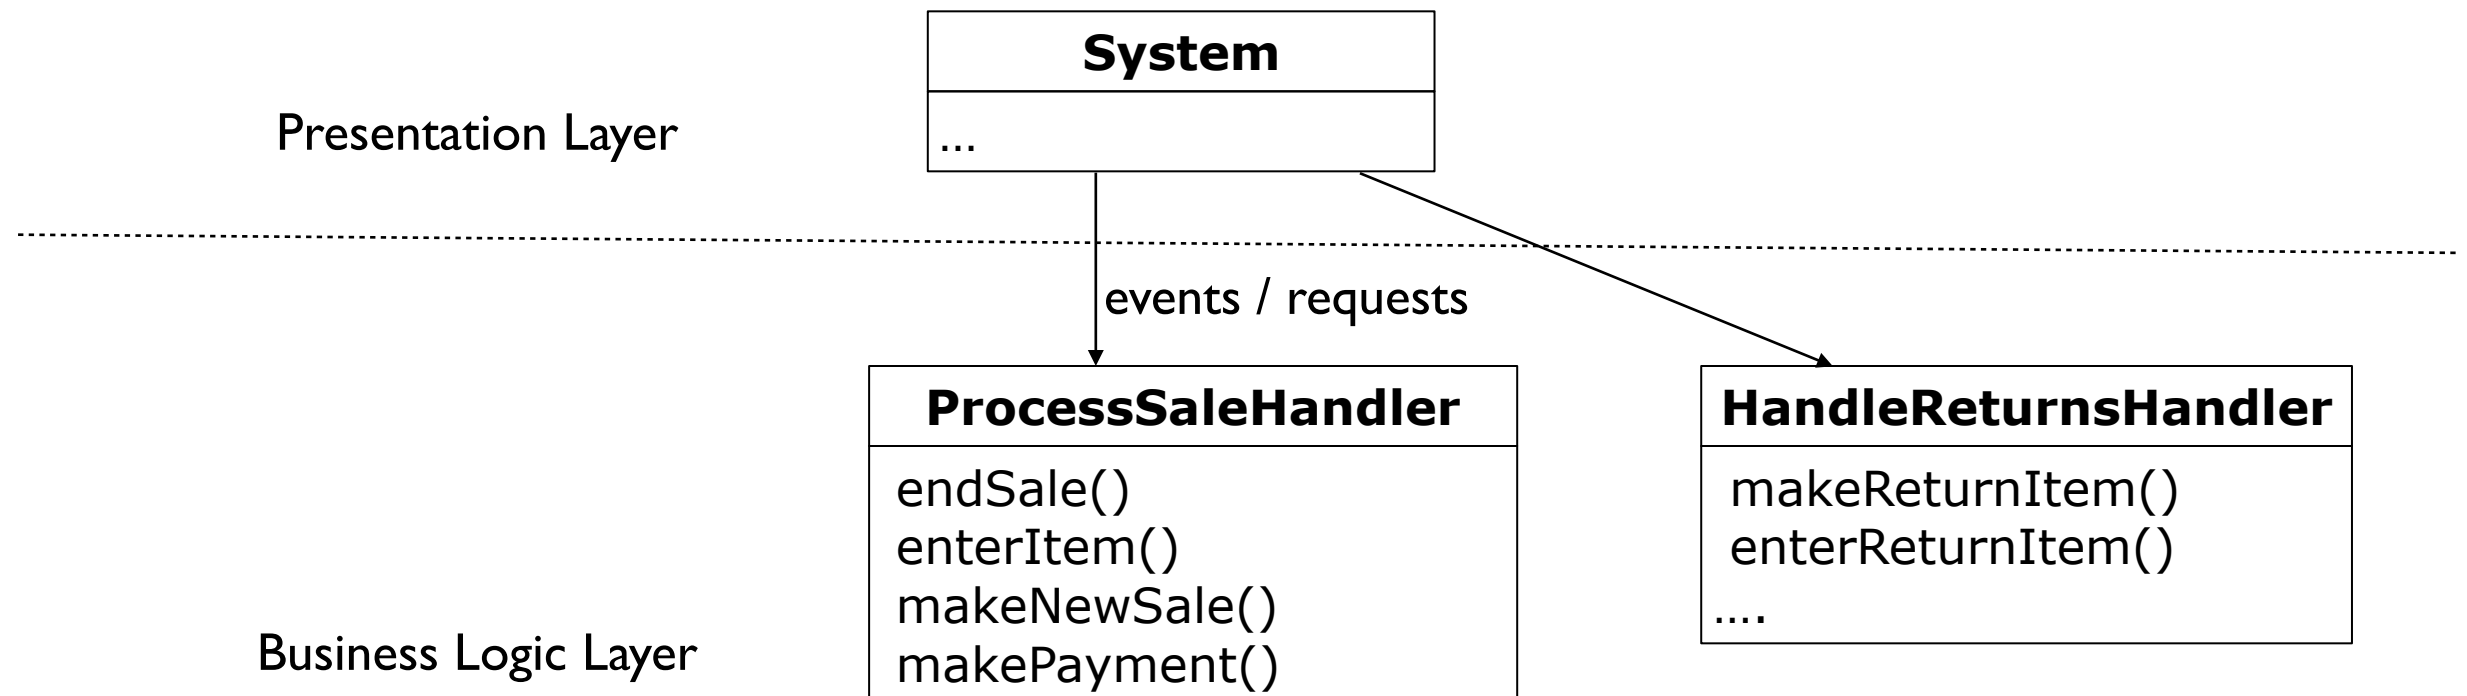 System
Presentation Layer
...
events / requests
ProcessSaleHandler
endSale()
enterItem()
makeNewSale()
makePayment()
HandleReturnsHandler
makeReturnItem()
enterReturnItem()
....
Business Logic Layer